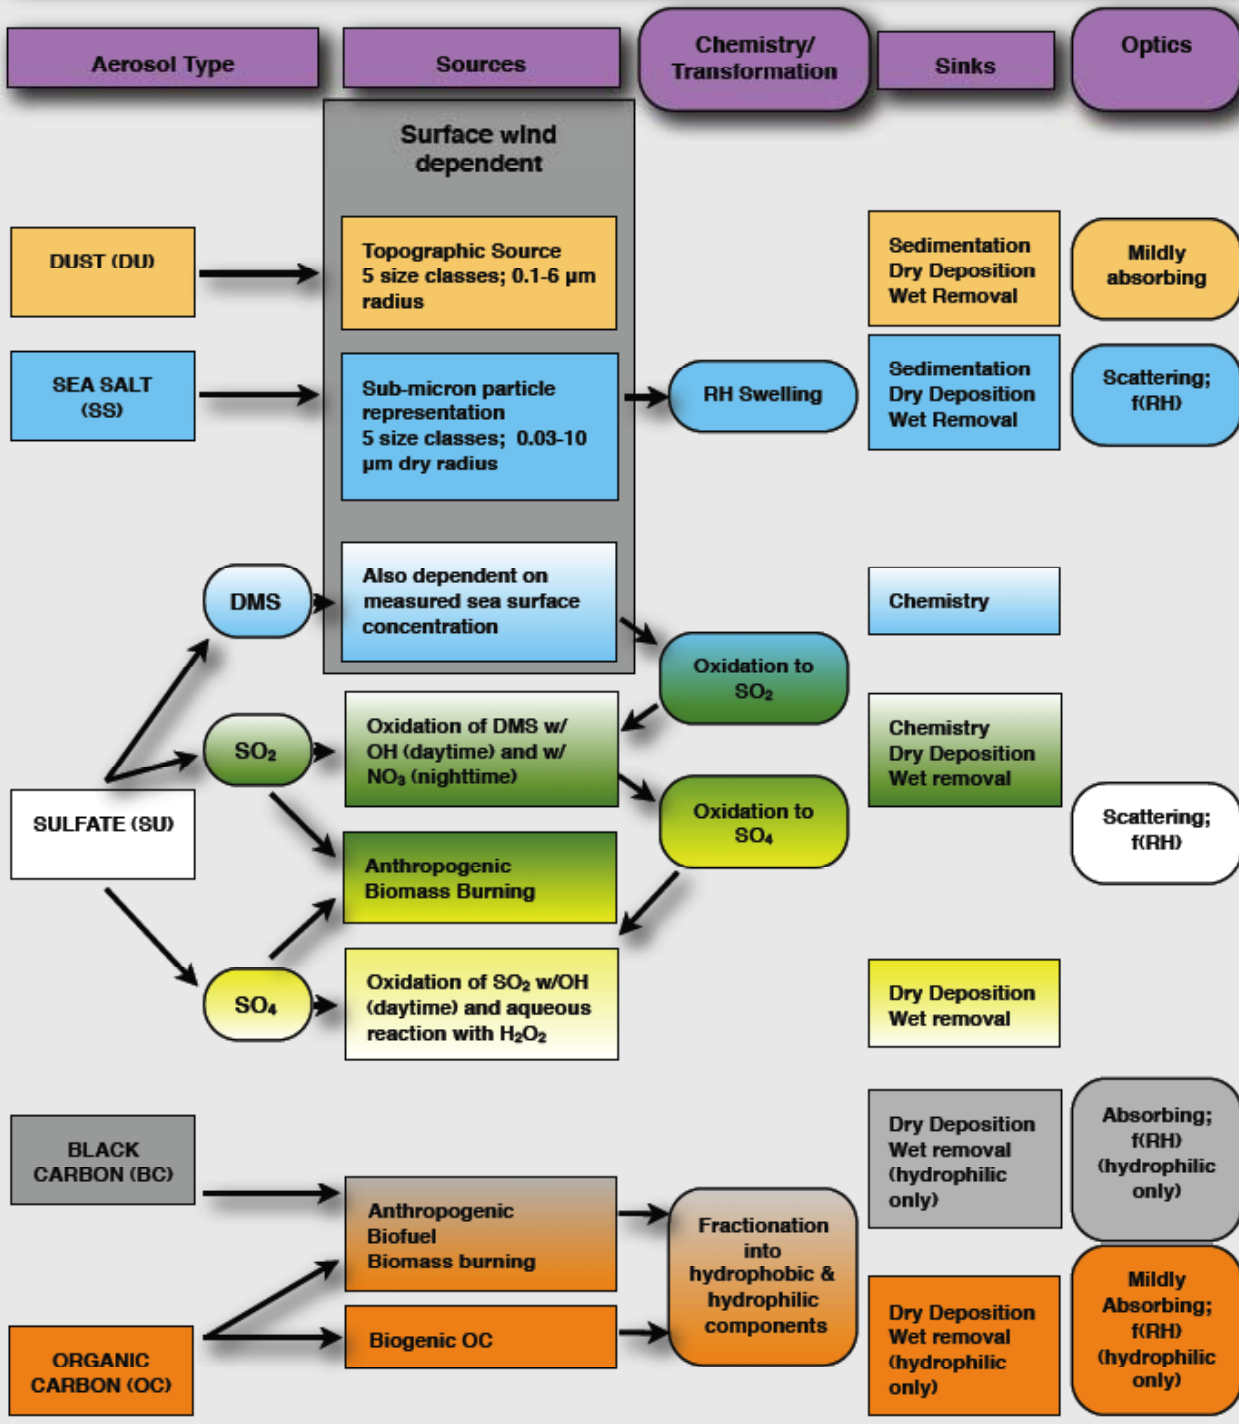 Aerosol Type
Sources
Chemistry/
Transformation
Sinks
Optics
Surface wind
dependent
DUST (DU)
Topographic Source
5 size classes; 0.1-6 µm
radius
Sedimentation
Dry Deposition
Wet Removal
Mildly
absorbing
SEA SALT
(SS)
Sub-micron particle
representation
5 size classes; 0.03-10
µm dry radius
RH Swelling
Sedimentation
Dry Deposition
Wet Removal
Scattering;
f(RH)
DMS
Also dependent on
measured sea surface
concentration
Chemistry
Oxidation to
SO₂
SO₂
Oxidation of DMS w/
OH (daytime) and w/
NO₃ (nighttime)
Chemistry
Dry Deposition
Wet removal
SULFATE (SU)
Oxidation to
SO₄
Scattering;
f(RH)
Anthropogenic
Biomass Burning
SO₄
Oxidation of SO₂ w/OH
(daytime) and aqueous
reaction with H₂O₂
Dry Deposition
Wet removal
BLACK
CARBON (BC)
Anthropogenic
Biofuel
Biomass burning
Fractionation
into
hydrophobic &
hydrophilic
components
Dry Deposition
Wet removal
(hydrophilic
only)
Absorbing;
f(RH)
(hydrophilic
only)
ORGANIC
CARBON (OC)
Biogenic OC
Dry Deposition
Wet removal
(hydrophilic
only)
Mildly
Absorbing;
f(RH)
(hydrophilic
only)